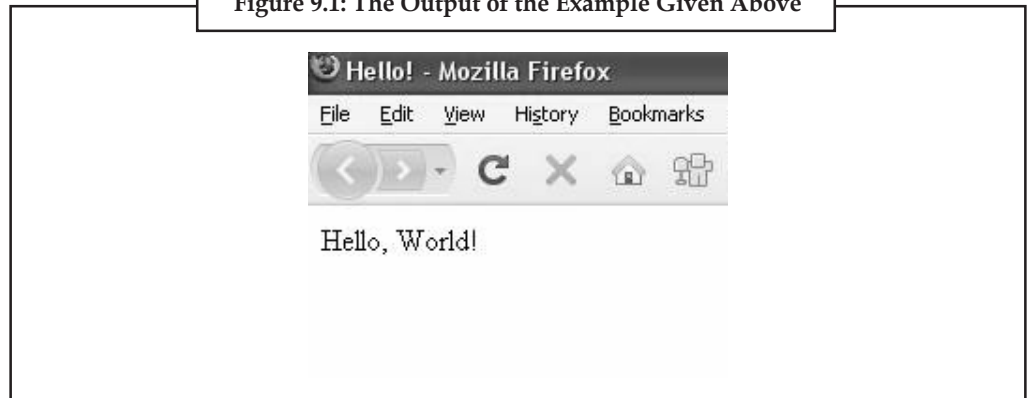 Figure 9.1: The Output of the Example Given Above
Hello! - Mozilla Firefox
File Edit View History Bookmarks
Hello, World!